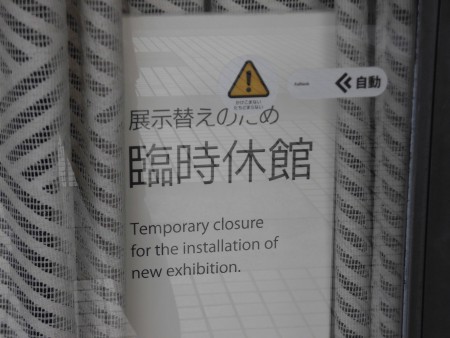 自動
展示替えのため
臨時休館
Temporary closure
for the installation of
new exhibition.